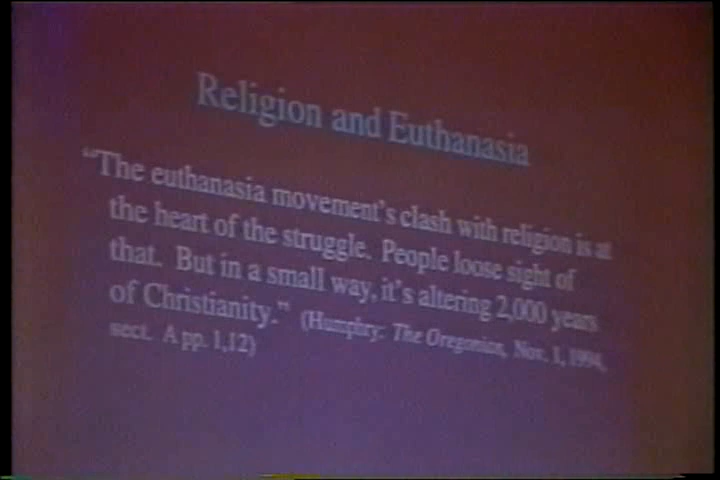 Religion and Euthanasia
“The euthanasia movement’s clash with religion is at
the heart of the struggle. People loose sight of
that. But in a small way, it’s altering 2,000 years
of Christianity.” (Humphry: The Oregonian, Nov. 1, 1994,
sect. A pp. 1,12)